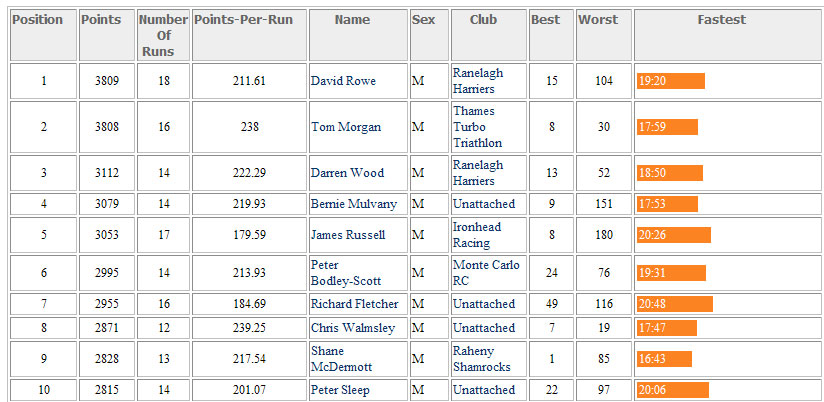 Position Points Number Of Runs Points-Per-Run Name Sex Club Best Worst Fastest
1 3809 18 211.61 David Rowe M Ranelagh Harriers 15 104 19:20
2 3808 16 238 Tom Morgan M Thames Turbo Triathlon 8 30 17:59
3 3112 14 222.29 Darren Wood M Ranelagh Harriers 13 52 18:50
4 3079 14 219.93 Bernie Mulvany M Unattached 9 151 17:53
5 3053 17 179.59 James Russell M Ironhead Racing 8 180 20:26
6 2995 14 213.93 Peter Bodley-Scott M Monte Carlo RC 24 76 19:31
7 2955 16 184.69 Richard Fletcher M Unattached 49 116 20:48
8 2871 12 239.25 Chris Walmsley M Unattached 7 19 17:47
9 2828 13 217.54 Shane McDermott M Raheny Shamrocks 1 85 16:43
10 2815 14 201.07 Peter Sleep M Unattached 22 97 20:06